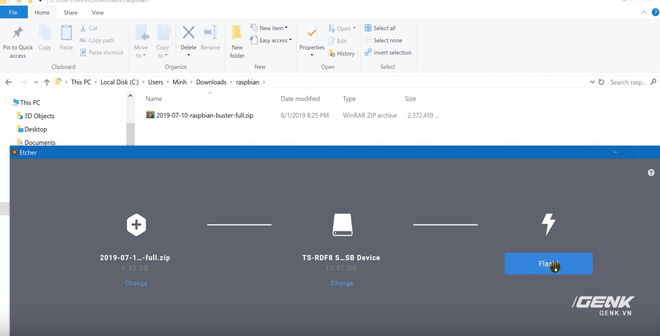 File Home Share View
Pin to Quick access
Copy
Paste
Cut
Copy path
Paste shortcut
Clipboard
Move to
Copy to
Delete
Rename
Organize
New folder
New item
Easy access
New
Properties
Open
Edit
History
Open
Select all
Select none
Invert selection
Select
This PC Local Disk (C:) Users Minh Downloads raspbian
Search rasp...
This PC
3D Objects
Desktop
Documents
Name Date modified Type Size
2019-07-10-raspbian-buster-full.zip 8/1/2019 8:25 PM WinRAR ZIP archive 2,372,459 ...
Etcher
2019-07-1...-full.zip
6.42 GB
Change
TS-RDF8 S...SB Device
Change
GENK
GENK.VN